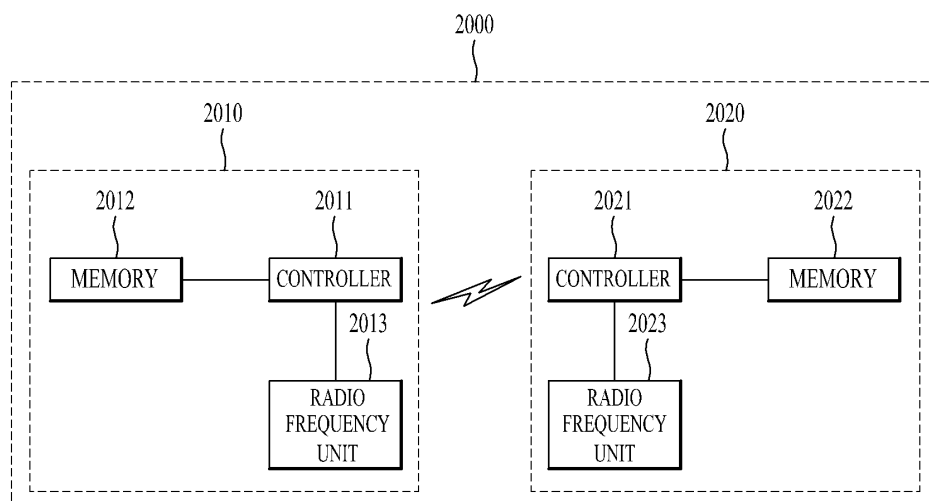 2000
2010
2020
2012
2011
2021
2022
MEMORY
CONTROLLER
CONTROLLER
MEMORY
2013
2023
RADIO
FREQUENCY
UNIT
RADIO
FREQUENCY
UNIT